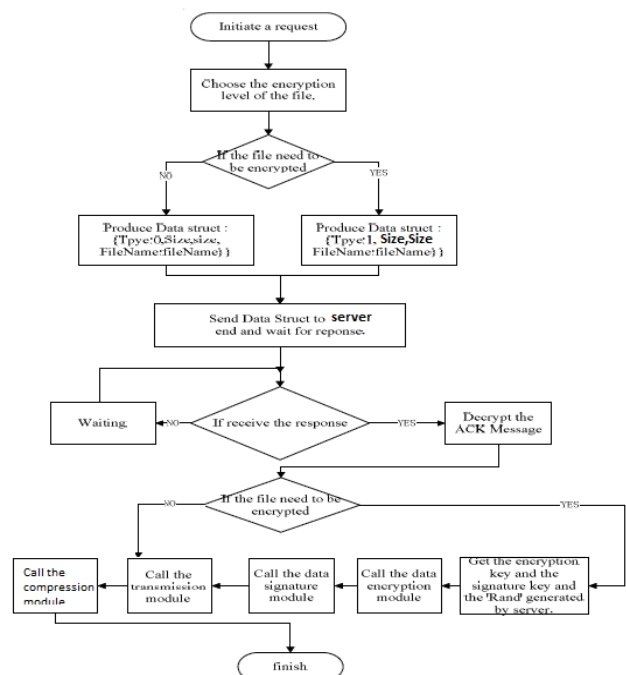 Initiate a request
Choose the encryption
level of the file.
If the file need to
be encrypted
NO
YES
Produce Data struct :
{Tpye:0,Size,size,
FileName:fileName} }
Produce Data struct :
{Tpye:1, Size,Size
FileName:fileName} }
Send Data Struct to server
end and wait for reponse.
Waiting
NO
If receive the response
YES
Decrypt the
ACK Message
If the file need to be
encrypted
NO
YES
Call the
compression
module
Call the
transmission
module
Call the data
signature
module
Call the data
encryption
module
Get the encryption
key and the
signature key and
the 'Rand' generated
by server.
finish